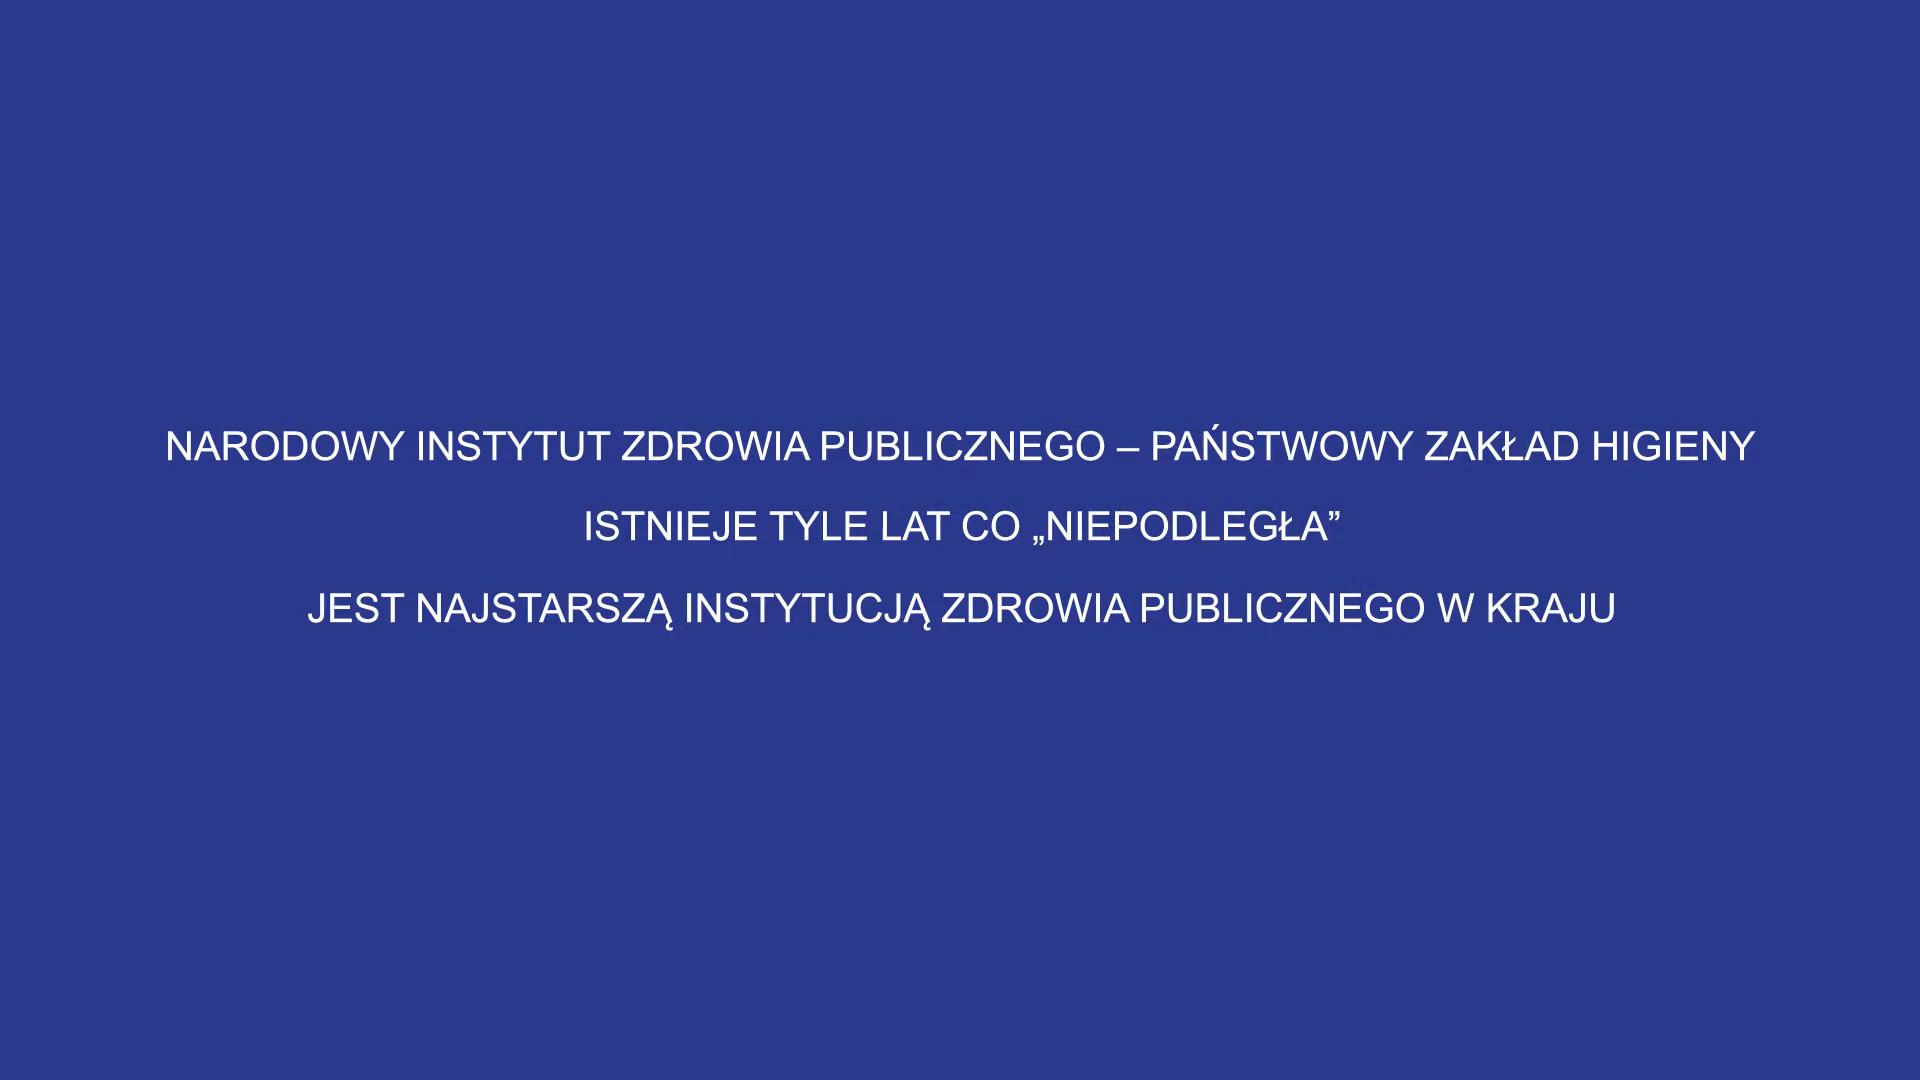 NARODOWY INSTYTUT ZDROWIA PUBLICZNEGO – PAŃSTWOWY ZAKŁAD HIGIENY
ISTNIEJE TYLE LAT CO „NIEPODLEGŁA”
JEST NAJSTARSZĄ INSTYTUCJĄ ZDROWIA PUBLICZNEGO W KRAJU